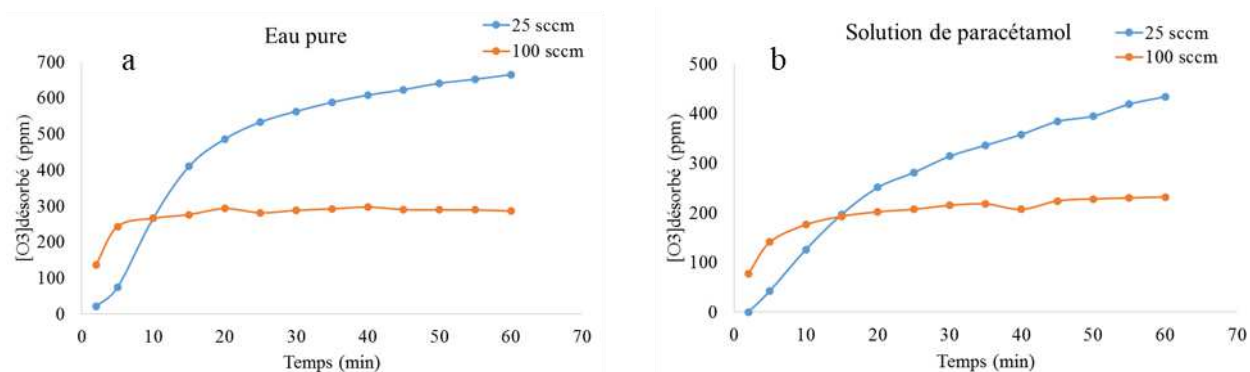 a
Eau pure
25 sccm
100 sccm
[O3]désorbé (ppm)
700
600
500
400
300
200
100
0
0 10 20 30 40 50 60 70
Temps (min)
b
Solution de paracétamol
25 sccm
100 sccm
[O3]désorbé (ppm)
500
400
300
200
100
0
0 10 20 30 40 50 60 70
Temps (min)